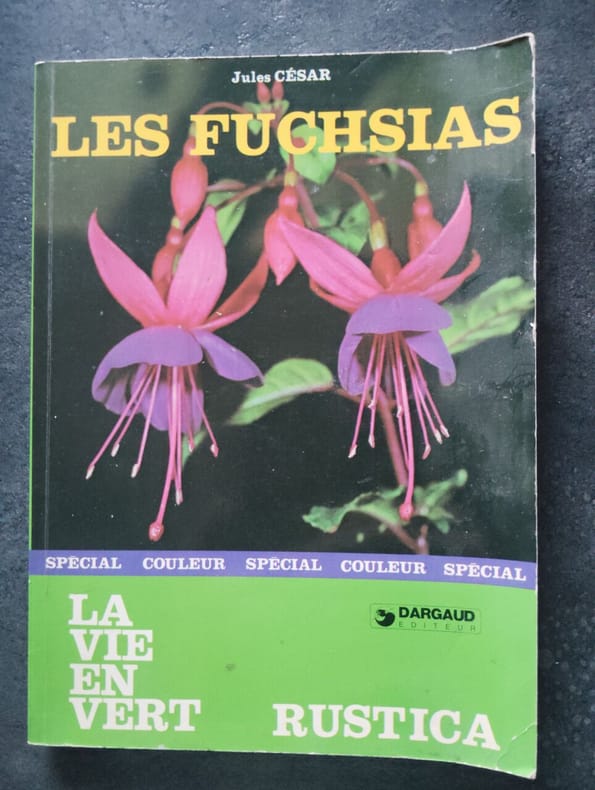 Jules CÉSAR
LES FUCHSIAS
SPÉCIAL COULEUR SPÉCIAL COULEUR SPÉCIAL
LA
VIE
EN
VERT
DARGAUD
EDITEUR
RUSTICA